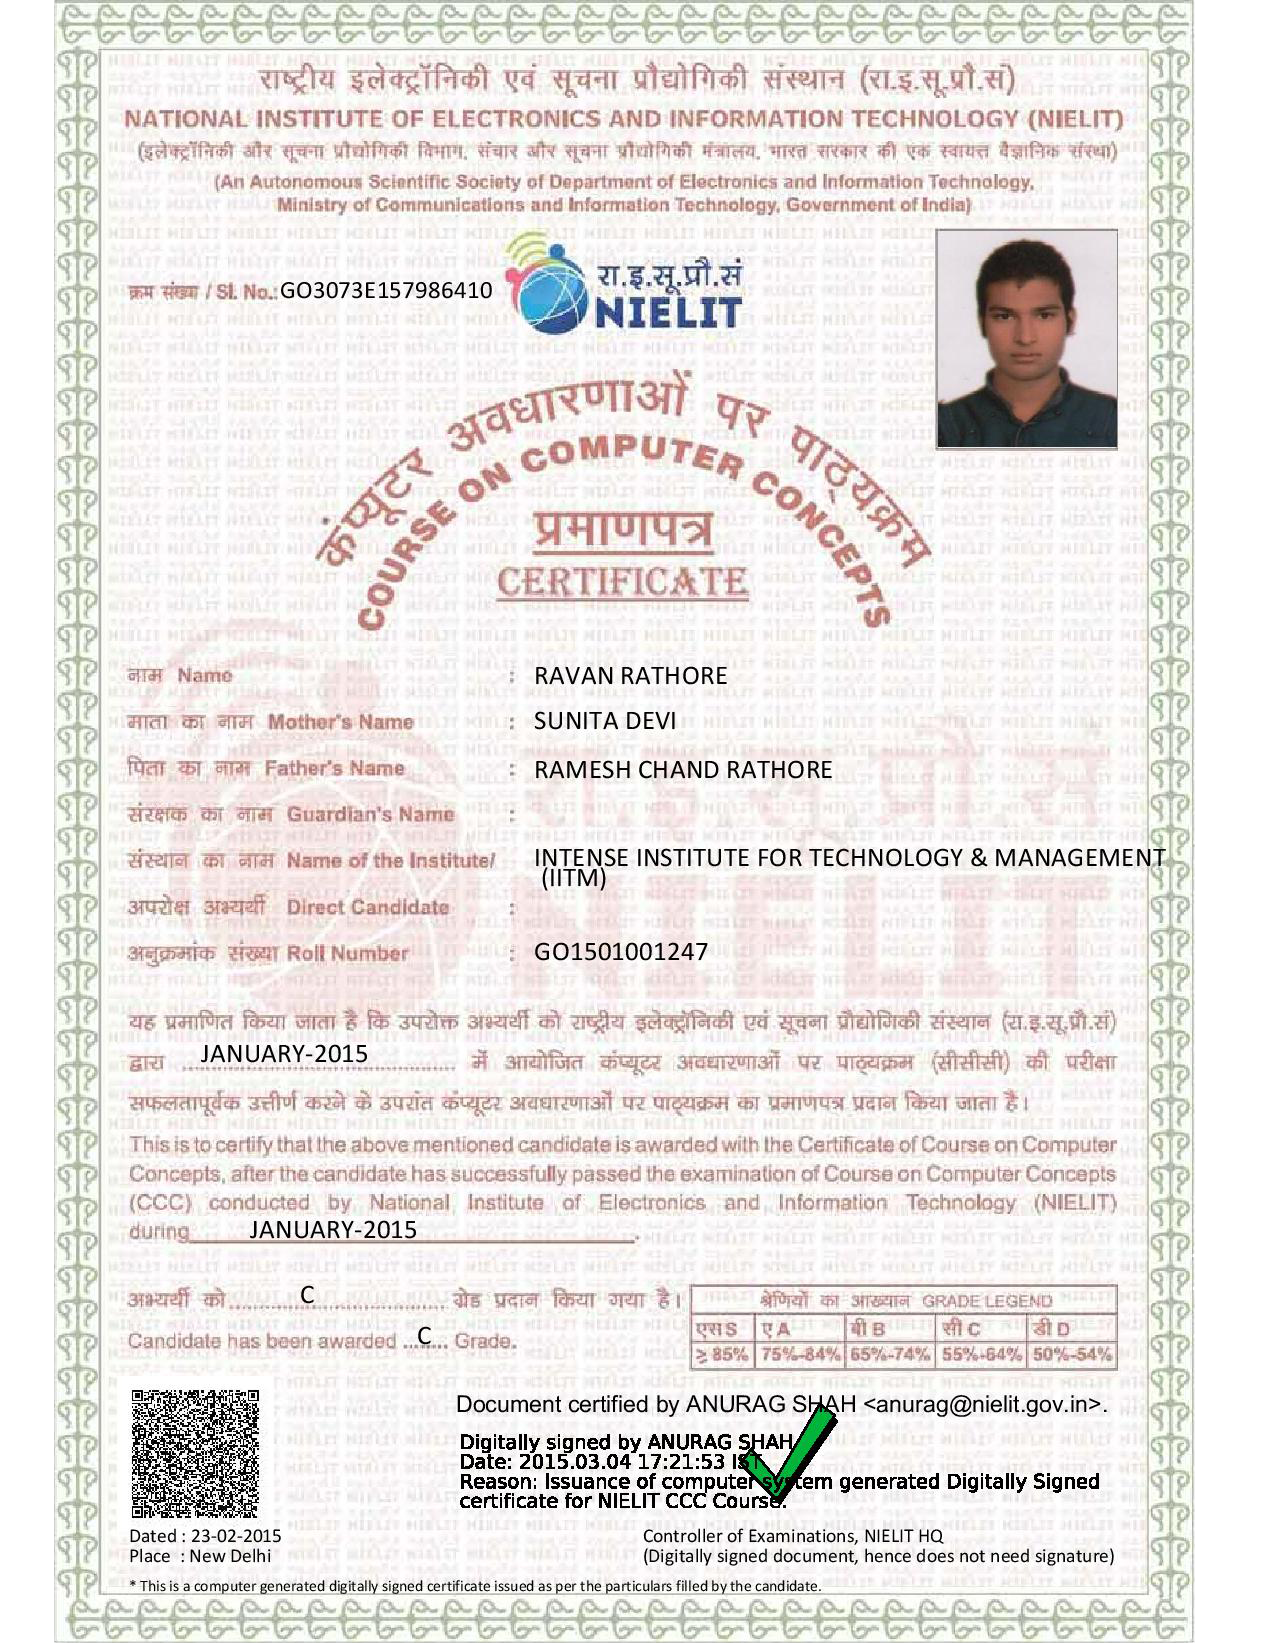 राष्ट्रीय इलेक्ट्रॉनिकी एवं सूचना प्रौद्योगिकी संस्थान (रा.इ.सू.प्रौ.सं)
NATIONAL INSTITUTE OF ELECTRONICS AND INFORMATION TECHNOLOGY (NIELIT)
(इलेक्ट्रॉनिकी और सूचना प्रौद्योगिकी विभाग, संचार और सूचना प्रौद्योगिकी मंत्रालय, भारत सरकार की एक स्वायत्त वैज्ञानिक संस्था)
(An Autonomous Scientific Society of Department of Electronics and Information Technology,
Ministry of Communications and Information Technology, Government of India)
क्रम संख्या / Sl. No.: GO3073E157986410
रा.इ.सू.प्रौ.सं
NIELIT
कंप्यूटर अवधारणाओं पर पाठ्यक्रम
COURSE ON COMPUTER CONCEPTS
प्रमाणपत्र
CERTIFICATE
नाम Name : RAVAN RATHORE
माता का नाम Mother's Name : SUNITA DEVI
पिता का नाम Father's Name : RAMESH CHAND RATHORE
संरक्षक का नाम Guardian's Name :
संस्थान का नाम Name of the Institute/ INTENSE INSTITUTE FOR TECHNOLOGY & MANAGEMENT
(IITM)
अपरोक्ष अभ्यर्थी Direct Candidate :
अनुक्रमांक संख्या Roll Number : GO1501001247
यह प्रमाणित किया जाता है कि उपरोक्त अभ्यर्थी को राष्ट्रीय इलेक्ट्रॉनिकी एवं सूचना प्रौद्योगिकी संस्थान (रा.इ.सू.प्रौ.सं)
द्वारा JANUARY-2015 में आयोजित कंप्यूटर अवधारणाओं पर पाठ्यक्रम (सीसीसी) की परीक्षा
सफलतापूर्वक उत्तीर्ण करने के उपरांत कंप्यूटर अवधारणाओं पर पाठ्यक्रम का प्रमाणपत्र प्रदान किया जाता है।
This is to certify that the above mentioned candidate is awarded with the Certificate of Course on Computer
Concepts, after the candidate has successfully passed the examination of Course on Computer Concepts
(CCC) conducted by National Institute of Electronics and Information Technology (NIELIT)
during JANUARY-2015.
अभ्यर्थी को C ग्रेड प्रदान किया गया है।
Candidate has been awarded C Grade.
श्रेणियों का आख्यान GRADE LEGEND
एस S ए A बी B सी C डी D
≥ 85% 75%-84% 65%-74% 55%-64% 50%-54%
Document certified by ANURAG SHAH <anurag@nielit.gov.in>.
Digitally signed by ANURAG SHAH
Date: 2015.03.04 17:21:53 IST
Reason: Issuance of computer system generated Digitally Signed
certificate for NIELIT CCC Course.
Dated : 23-02-2015
Place : New Delhi
Controller of Examinations, NIELIT HQ
(Digitally signed document, hence does not need signature)
* This is a computer generated digitally signed certificate issued as per the particulars filled by the candidate.